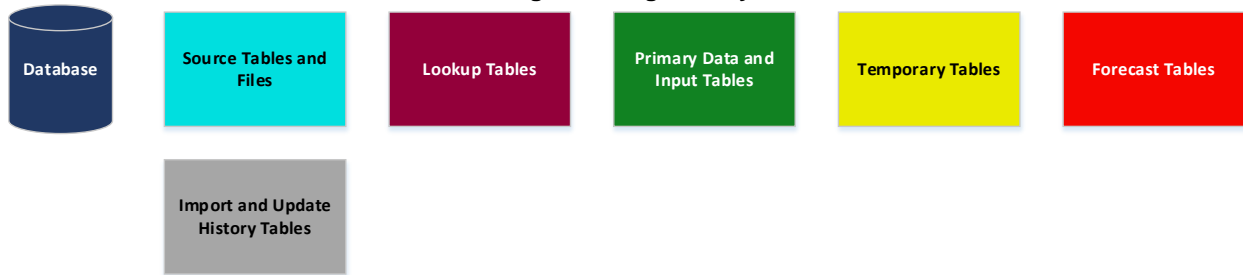 Database
Source Tables and
Files
Lookup Tables
Primary Data and
Input Tables
Temporary Tables
Forecast Tables
Import and Update
History Tables